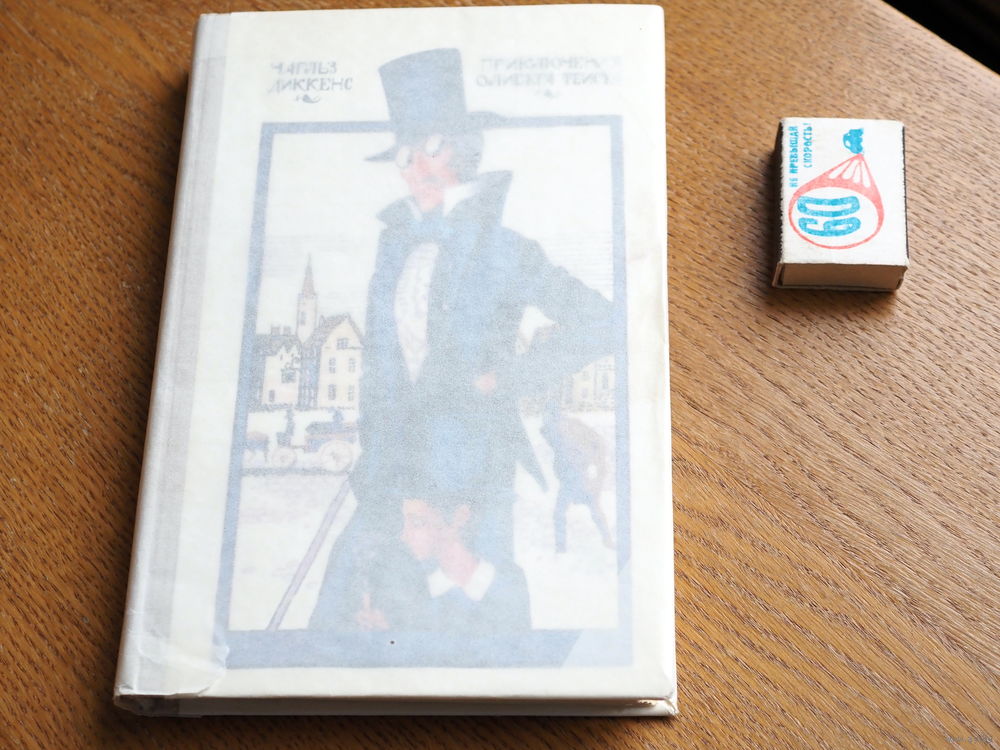 ЧАРЛЬЗ
ДИККЕНС
ПРИКЛЮЧЕНИЯ
ОЛИВЕРА ТВИСТА
НЕ ПРЕВЫШАЙ
СКОРОСТЬ!
60